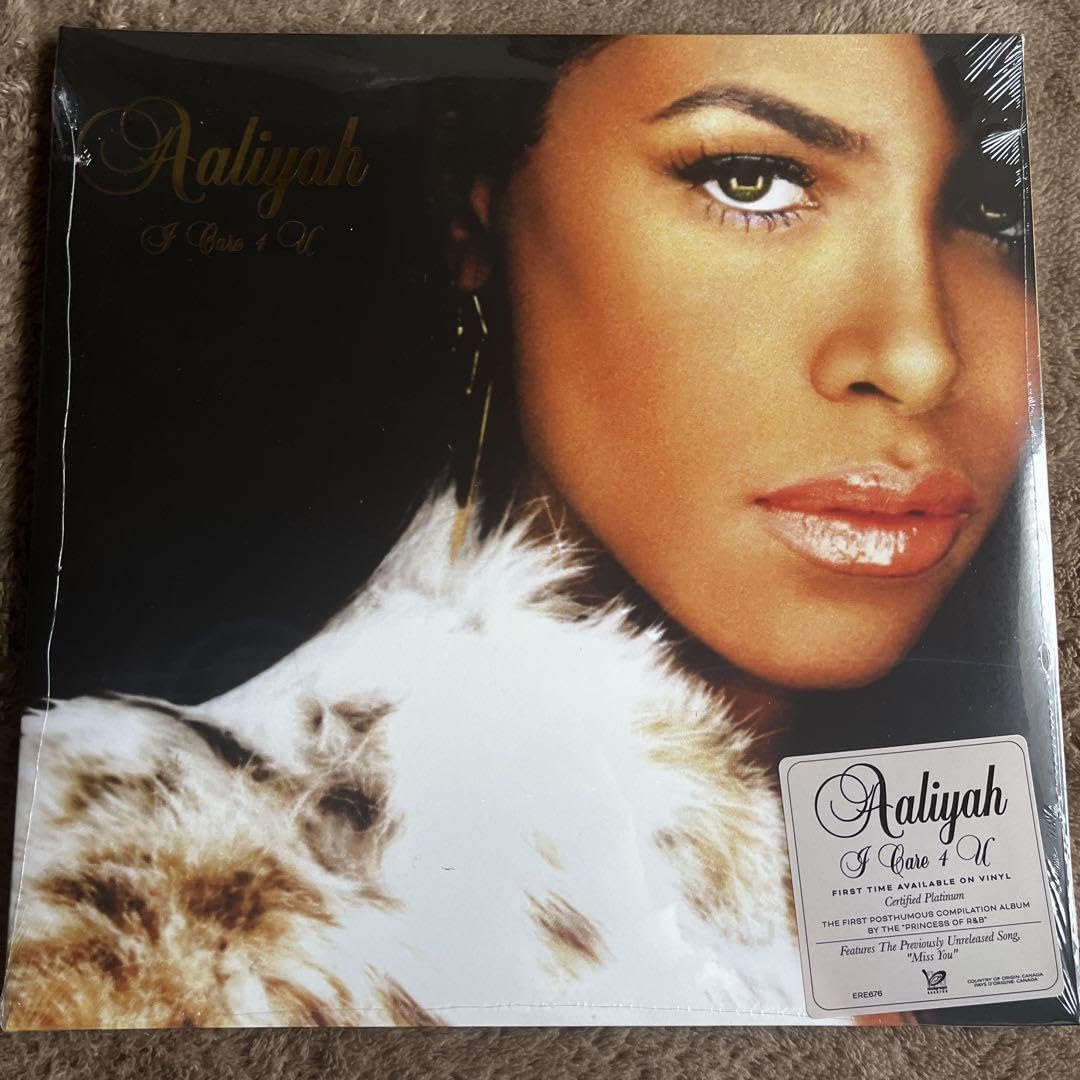 Aaliyah
I Care 4 U
Aaliyah
I Care 4 U
FIRST TIME AVAILABLE ON VINYL
Certified Platinum
THE FIRST POSTHUMOUS COMPILATION ALBUM
BY THE "PRINCESS OF R&B"
Features The Previously Unreleased Song,
"Miss You"
ERE676
COUNTRY OF ORIGIN: CANADA
PAYS D'ORIGINE: CANADA